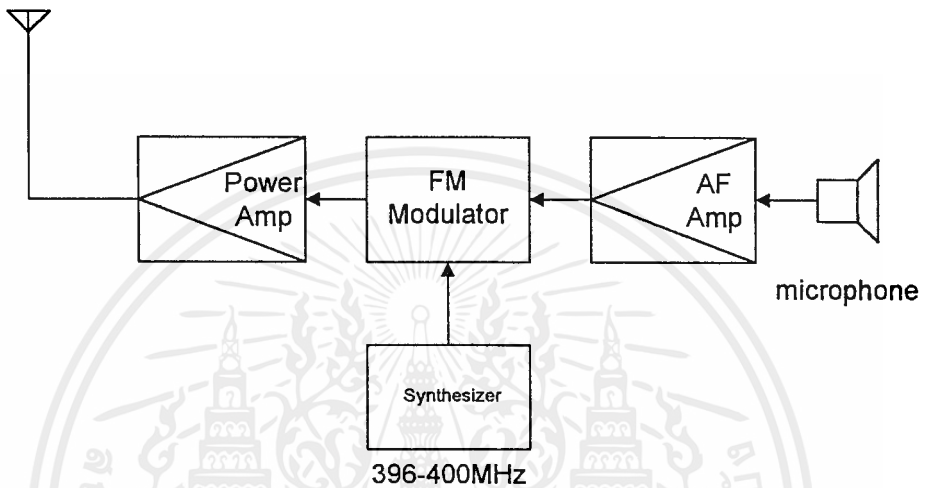 Power
Amp
FM
Modulator
AF
Amp
microphone
Synthesizer
396-400MHz